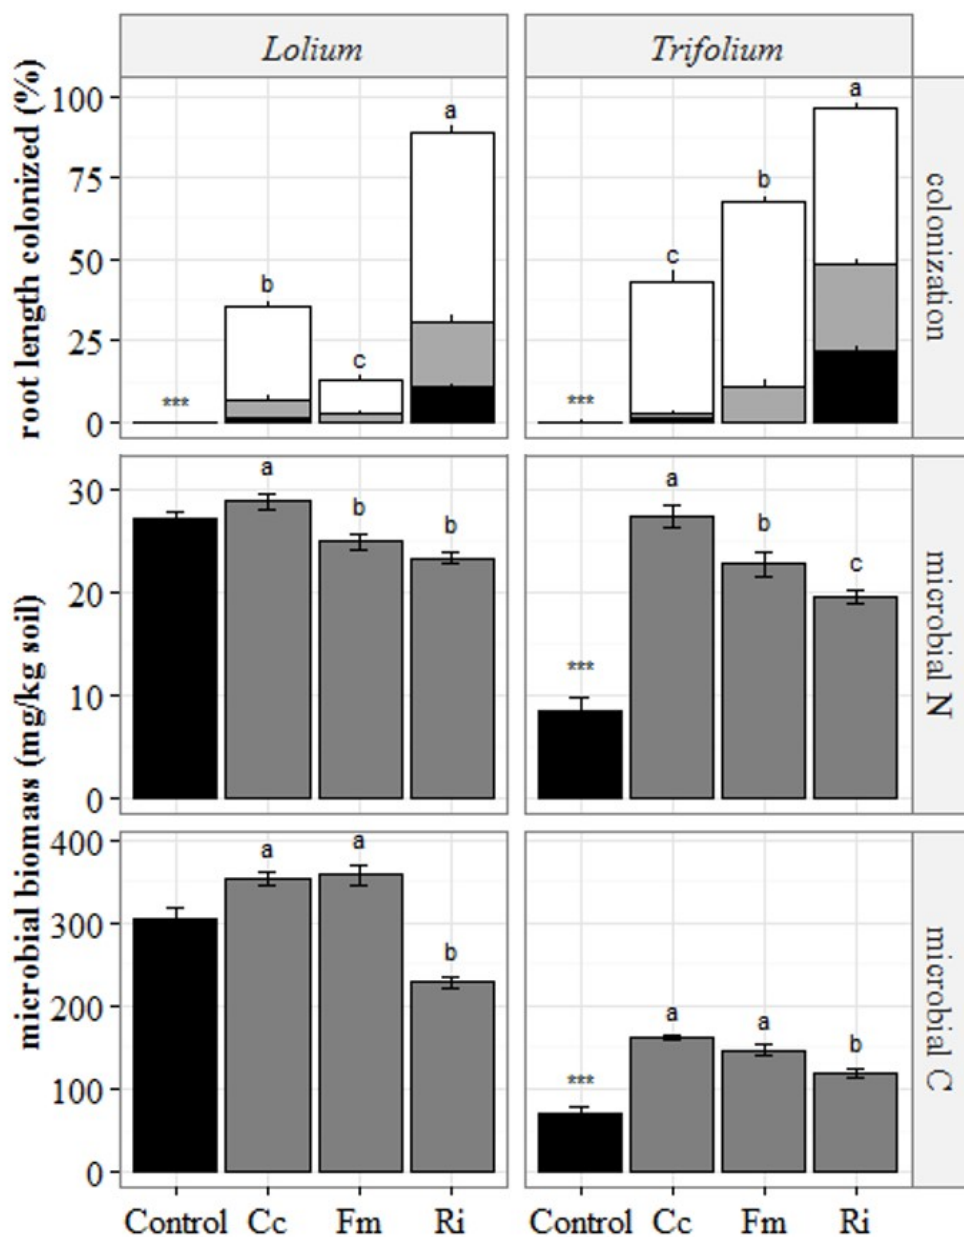 Lolium
Trifolium
root length colonized (%)
100
75
50
25
0
***
b
c
a
***
c
b
a
colonization
microbial biomass (mg/kg soil)
30
20
10
0
a
b
b
***
a
b
c
microbial N
400
300
200
100
0
a
a
b
***
a
a
b
microbial C
Control Cc Fm Ri
Control Cc Fm Ri